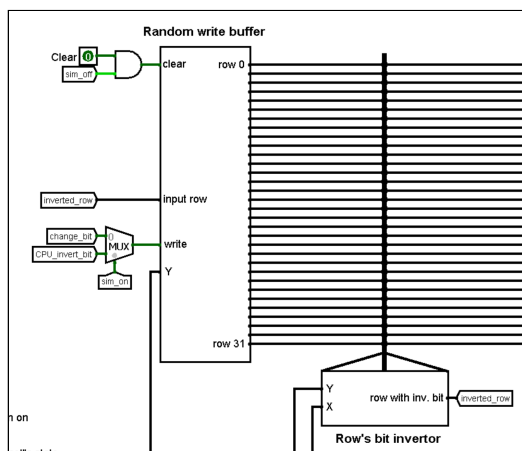 Random write buffer
Clear 0
sim_off
clear
row 0
inverted_row
input row
change_bit
0
CPU_invert_bit
MUX
write
Y
sim_on
row 31
Y
X
row with inv. bit
inverted_row
Row's bit invertor
n on